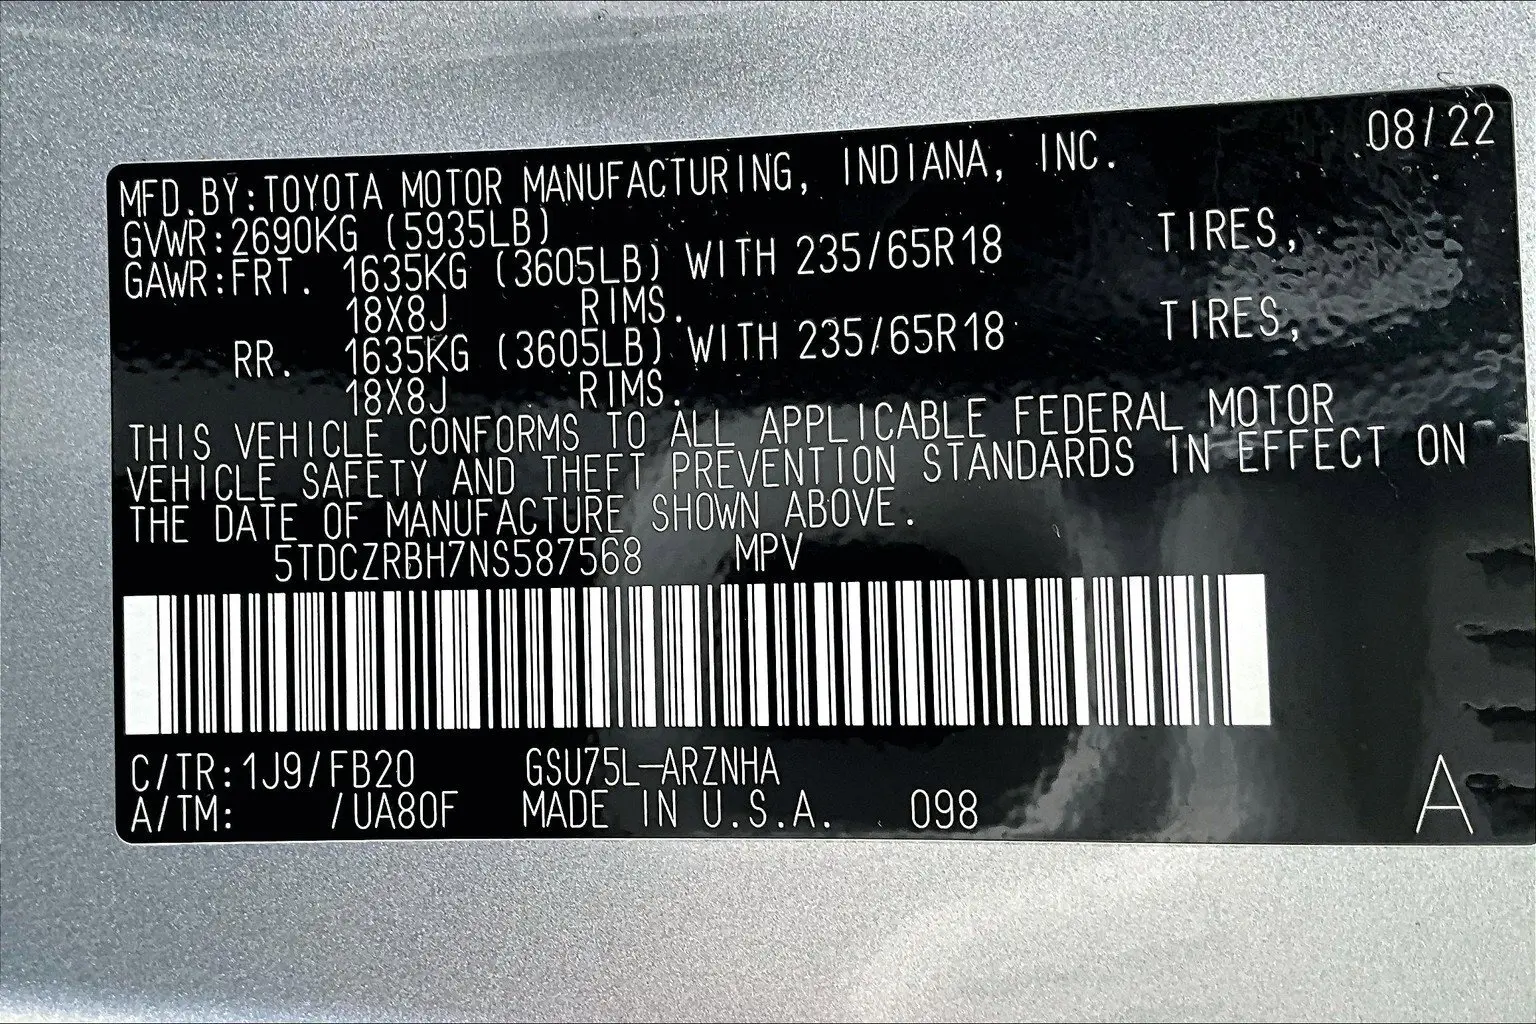 08/22
MFD.BY:TOYOTA MOTOR MANUFACTURING, INDIANA, INC.
GVWR:2690KG (5935LB)
GAWR:FRT. 1635KG (3605LB) WITH 235/65R18 TIRES,
18X8J RIMS.
RR. 1635KG (3605LB) WITH 235/65R18 TIRES,
18X8J RIMS.
THIS VEHICLE CONFORMS TO ALL APPLICABLE FEDERAL MOTOR
VEHICLE SAFETY AND THEFT PREVENTION STANDARDS IN EFFECT ON
THE DATE OF MANUFACTURE SHOWN ABOVE.
5TDCZRBH7NS587568 MPV
C/TR:1J9/FB20 GSU75L-ARZNHA
A/TM: /UA80F MADE IN U.S.A. 098 A